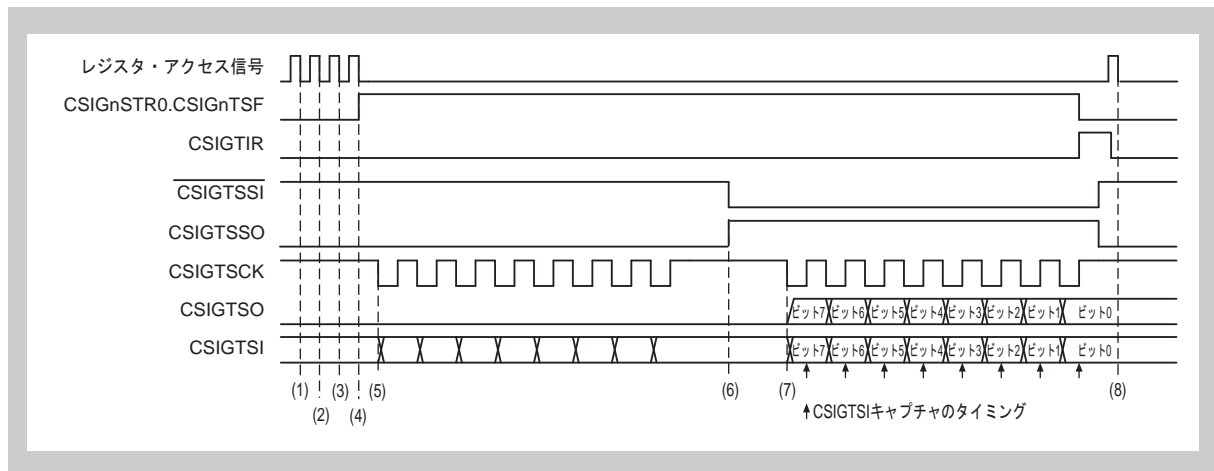 レジスタ・アクセス信号
CSIGnSTR0.CSIGnTSF
CSIGTIR
CSIGTSSI
CSIGTSSO
CSIGTSCK
CSIGTSO
ビット7 ビット6 ビット5 ビット4 ビット3 ビット2 ビット1 ビット0
CSIGTSI
ビット7 ビット6 ビット5 ビット4 ビット3 ビット2 ビット1 ビット0
(1) (3) (5) (6) (7) (8)
(2) (4)
CSIGTSIキャプチャのタイミング